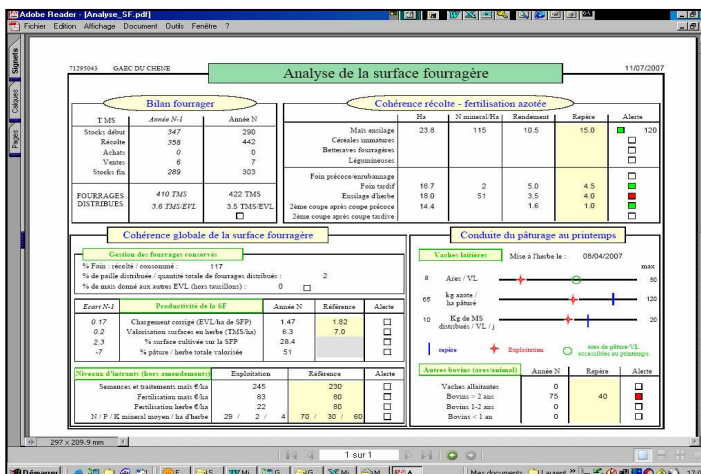 Adobe Reader - [Analyse_SF.pdf]
Fichier Edition Affichage Document Outils Fenêtre ?
Signets
Calques
Pages
71295043 GAEC DU CHENE
11/07/2007
Analyse de la surface fourragère
Bilan fourrager
T MS Année N-1 Année N
Stocks début 347 290
Récolte 358 442
Achats 0 0
Ventes 6 7
Stocks fin 289 303
FOURRAGES DISTRIBUES 410 TMS 422 TMS
3.6 TMS/EVL 3.5 TMS/EVL
Cohérence récolte - fertilisation azotée
Ha N mineral/Ha Rendement Repère Alerte
Maïs ensilage 23.8 115 10.5 15.0 120
Céréales immatures
Betteraves fourragères
Légumineuses
Foin précoce/enrubannage
Foin tardif 16.7 2 5.0 4.5
Ensilage d'herbe 18.0 51 3.5 4.0
2ème coupe après coupe précoce 14.4 1.6 1.0
2ème coupe après coupe tardive
Cohérence globale de la surface fourragère
Gestion des fourrages conservés
% Foin : récolte / consommé : 117
% de paille distribuée / quantité totale de fourrages distribués : 2
% de maïs donné aux autres EVL (hors taurillons) : 0
Ecart N-1 Productivité de la SF Année N Référence Alerte
0.17 Chargement corrigé (EVL/ha de SFP) 1.47 1.82
0.2 Valorisation surfaces en herbe (TMS/ha) 6.3 7.0
2.3 % surface cultivée sur la SFP 28.4
-7 % pâture / herbe totale valorisée 51
Niveaux d'intrants (hors amendements) Exploitation Référence Alerte
Semences et traitements maïs €/ha 245 230
Fertilisation maïs €/ha 83 80
Fertilisation herbe €/ha 22 80
N / P / K minéral moyen / ha d'herbe 29 / 2 / 4 70 / 30 / 60
Conduite du pâturage au printemps
Vaches laitières Mise à l'herbe le : 08/04/2007
max
8 Ares / VL 50
65 kg azote / ha pâturé 120
10 Kg de MS distribués / VL / j 20
repère Exploitation ares de pâture/VL accessibles au printemps
Autres bovins (ares/animal) Année N Repère Alerte
Vaches allaitantes 0
Bovins > 2 ans 75 40
Bovins 1-2 ans 0
Bovins < 1 an 0
297 x 209.9 mm
1 sur 1
Démarrer
Mes documents
Laurent